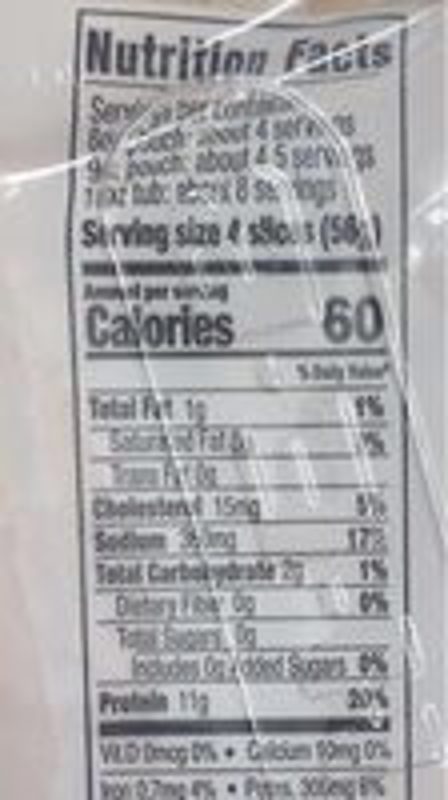 Nutrition Facts
Servings per Container
pouch: about 4 servings
pouch: about 4.5 servings
tub: about 8 servings
Serving size 4 slices (56g)
Amount per serving
Calories 60
% Daily Value*
Total Fat 1g 1%
Saturated Fat 0g
Trans Fat 0g
Cholesterol 15mg 5%
Sodium 17%
Total Carbohydrate 2g 1%
Dietary Fiber 0g 0%
Total Sugars 0g
Includes 0g Added Sugars 0%
Protein 11g 20%
Vit.D 0mcg 0% • Calcium 10mg 0%
Iron 0.7mg 4% • Potas. 300mg 6%